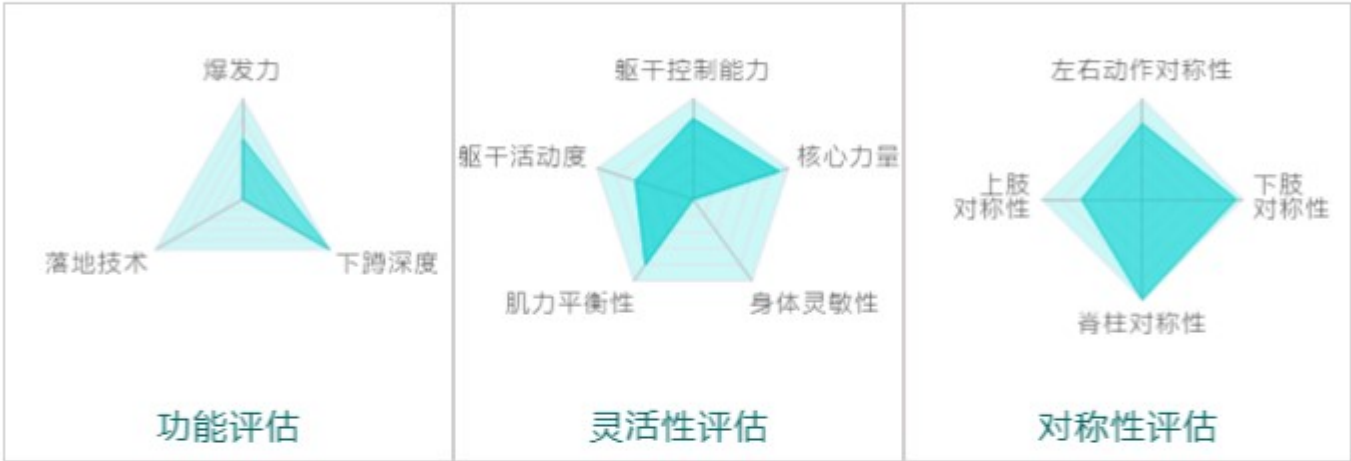 爆发力
落地技术
下蹲深度
功能评估
躯干控制能力
躯干活动度
核心力量
肌力平衡性
身体灵敏性
灵活性评估
左右动作对称性
上肢
对称性
下肢
对称性
脊柱对称性
对称性评估